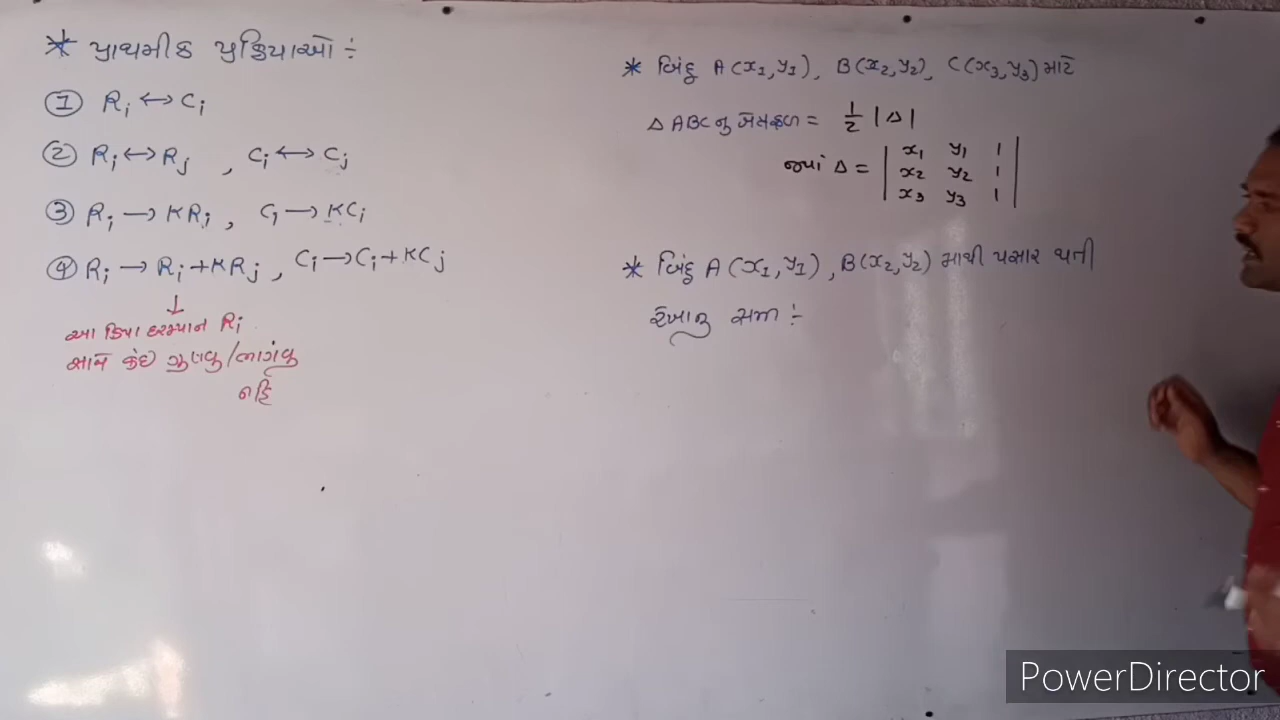 * પ્રાથમીક પ્રક્રિયાઓ ÷
① Rᵢ ↔ Cᵢ
② Rᵢ ↔ Rⱼ , Cᵢ ↔ Cⱼ
③ Rᵢ → KRᵢ , Cᵢ → KCᵢ
④ Rᵢ → Rᵢ + KRⱼ , Cᵢ → Cᵢ + KCⱼ
↓
આ ક્રિયા દરમ્યાન Rᵢ
સાથે કંઇ ગુણવુ/ભાગવુ
નહિ
* બિંદુ A(x₁,y₁), B(x₂,y₂), C(x₃,y₃) માટે
Δ ABC નુ ક્ષેત્રફળ = 1/2 |Δ|
જ્યાં Δ = | x₁ y₁ 1 |
| x₂ y₂ 1 |
| x₃ y₃ 1 |
* બિંદુ A(x₁,y₁), B(x₂,y₂) માથી પસાર થતી
રેખાનુ સમી ÷
PowerDirector